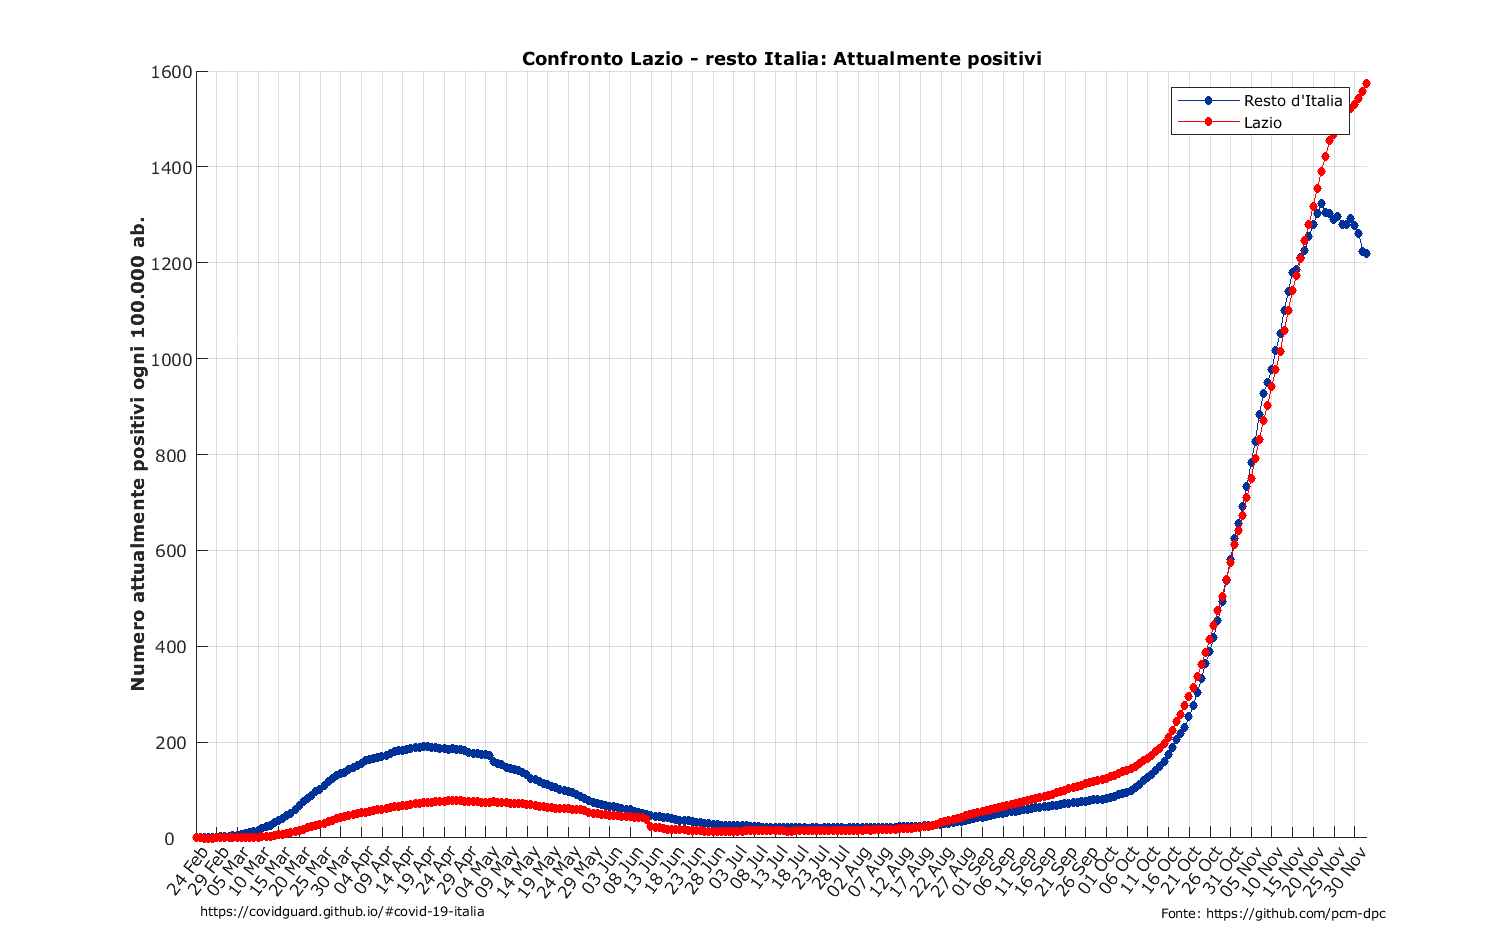 Confronto Lazio - resto Italia: Attualmente positivi
Numero attualmente positivi ogni 100.000 ab.
1600
1400
1200
1000
800
600
400
200
0
Resto d'Italia
Lazio
24 Feb
29 Feb
05 Mar
10 Mar
15 Mar
20 Mar
25 Mar
30 Mar
04 Apr
09 Apr
14 Apr
19 Apr
24 Apr
29 Apr
04 May
09 May
14 May
19 May
24 May
29 May
03 Jun
08 Jun
13 Jun
18 Jun
23 Jun
28 Jun
03 Jul
08 Jul
13 Jul
18 Jul
23 Jul
28 Jul
02 Aug
07 Aug
12 Aug
17 Aug
22 Aug
27 Aug
01 Sep
06 Sep
11 Sep
16 Sep
21 Sep
26 Sep
01 Oct
06 Oct
11 Oct
16 Oct
21 Oct
26 Oct
31 Oct
05 Nov
10 Nov
15 Nov
20 Nov
25 Nov
30 Nov
https://covidguard.github.io/#covid-19-italia
Fonte: https://github.com/pcm-dpc